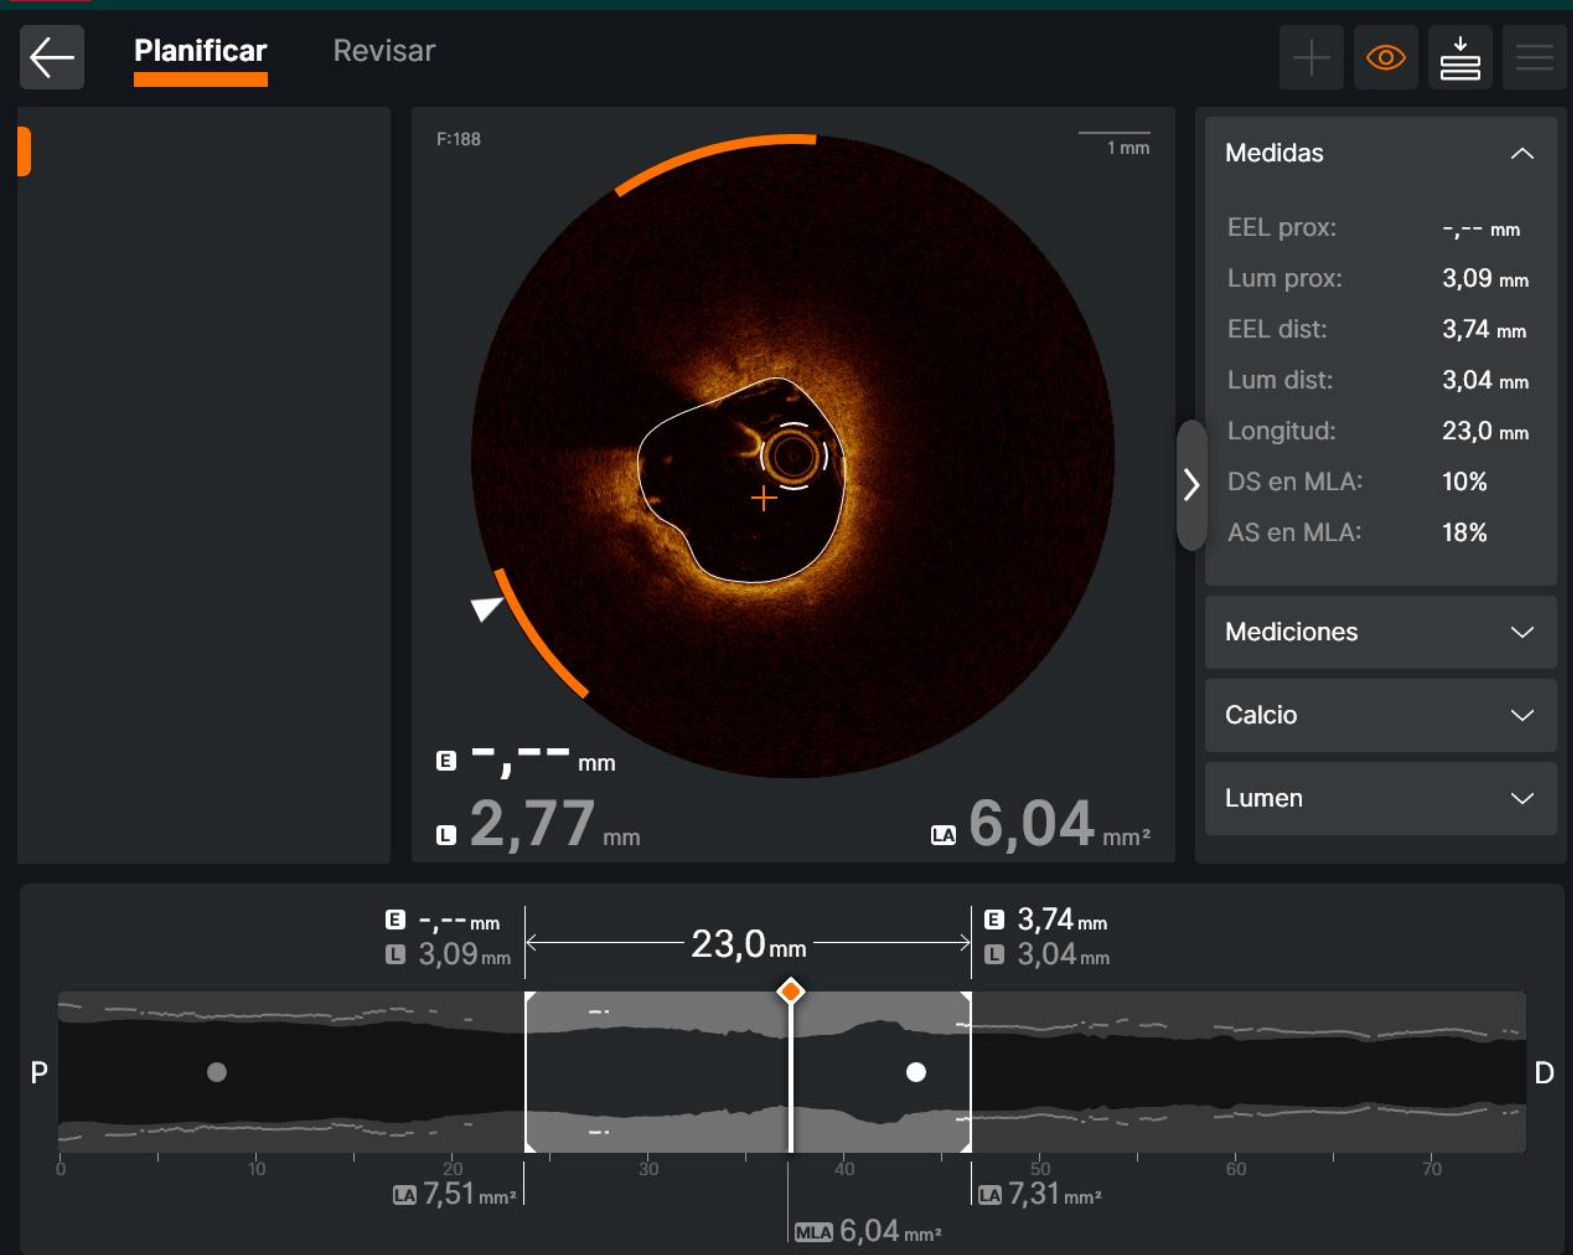 Planificar
Revisar
F:188
1 mm
E -,-- mm
L 2,77 mm
LA 6,04 mm²
Medidas
EEL prox: -,-- mm
Lum prox: 3,09 mm
EEL dist: 3,74 mm
Lum dist: 3,04 mm
Longitud: 23,0 mm
DS en MLA: 10%
AS en MLA: 18%
Mediciones
Calcio
Lumen
E -,-- mm
L 3,09 mm
23,0 mm
E 3,74 mm
L 3,04 mm
P
D
0 10 20 30 40 50 60 70
LA 7,51 mm²
LA 7,31 mm²
MLA 6,04 mm²